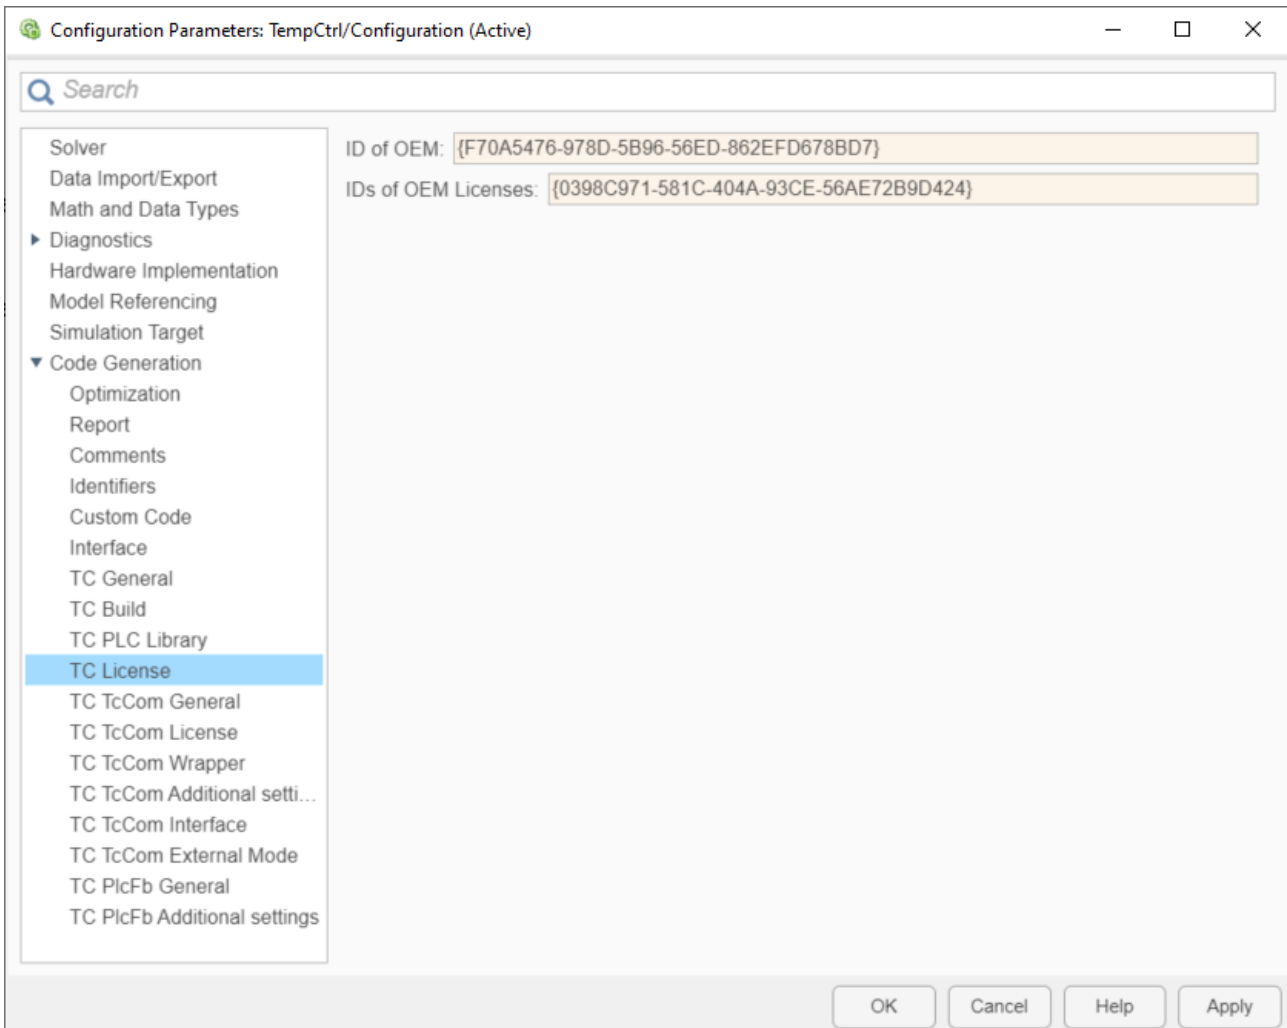 Configuration Parameters: TempCtrl/Configuration (Active)
Search
Solver
Data Import/Export
Math and Data Types
Diagnostics
Hardware Implementation
Model Referencing
Simulation Target
Code Generation
Optimization
Report
Comments
Identifiers
Custom Code
Interface
TC General
TC Build
TC PLC Library
TC License
TC TcCom General
TC TcCom License
TC TcCom Wrapper
TC TcCom Additional setti...
TC TcCom Interface
TC TcCom External Mode
TC PlcFb General
TC PlcFb Additional settings
ID of OEM: {F70A5476-978D-5B96-56ED-862EFD678BD7}
IDs of OEM Licenses: {0398C971-581C-404A-93CE-56AE72B9D424}
OK Cancel Help Apply